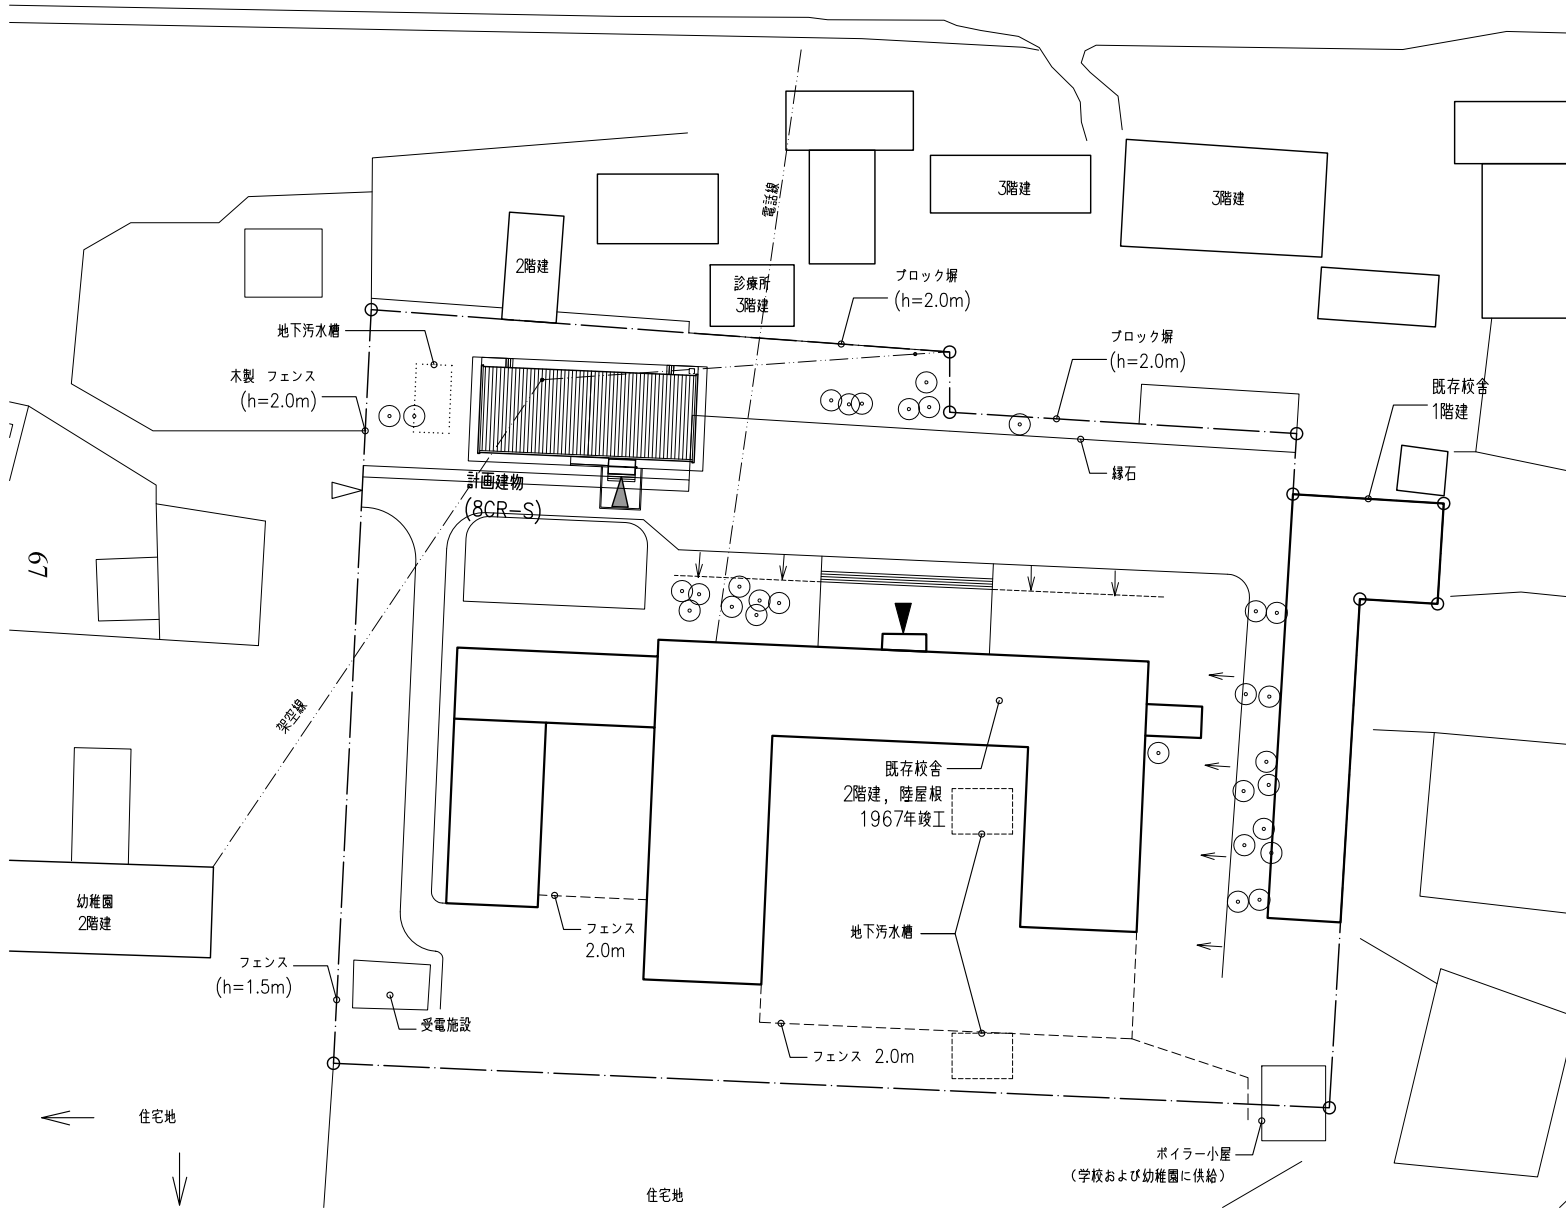 電話線
3階建
3階建
2階建
診療所
3階建
ブロック塀
(h=2.0m)
地下汚水槽
ブロック塀
(h=2.0m)
木製 フェンス
(h=2.0m)
既存校舎
1階建
縁石
計画建物
(8CR-S)
67
架空線
既存校舎
2階建, 陸屋根
1967年竣工
幼稚園
2階建
フェンス
2.0m
地下汚水槽
フェンス
(h=1.5m)
受電施設
フェンス 2.0m
住宅地
ボイラー小屋
(学校および幼稚園に供給)
住宅地